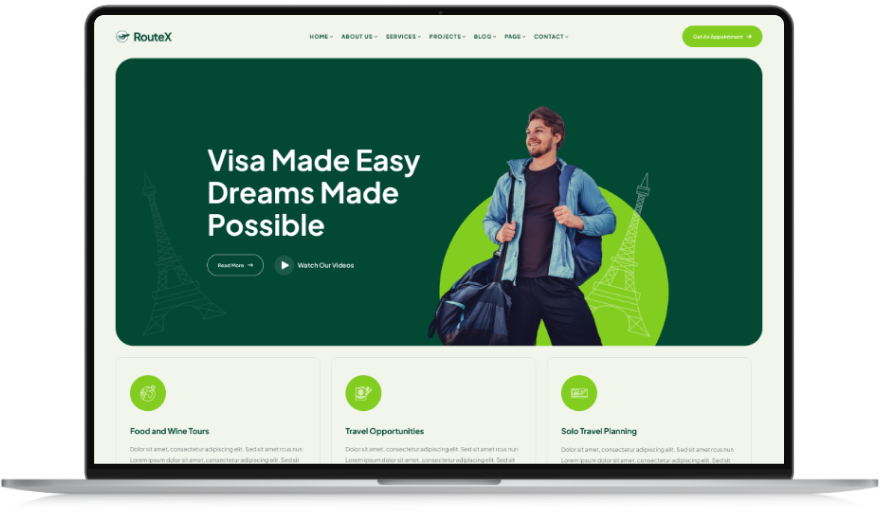 RouteX
HOME ABOUT US SERVICES PROJECTS BLOG PAGE CONTACT
Get An Appointment
Visa Made Easy
Dreams Made
Possible
Read More
Watch Our Videos
Food and Wine Tours
Dolor sit amet, consectetur adipiscing elit. Sed sit amet rcus nun
Lorem ipsum dolor sit amet, consectetur adipiscing elit. Sed sit
Travel Opportunities
Dolor sit amet, consectetur adipiscing elit. Sed sit amet rcus nun
Lorem ipsum dolor sit amet, consectetur adipiscing elit. Sed sit
Solo Travel Planning
Dolor sit amet, consectetur adipiscing elit. Sed sit amet rcus nun
Lorem ipsum dolor sit amet, consectetur adipiscing elit. Sed sit